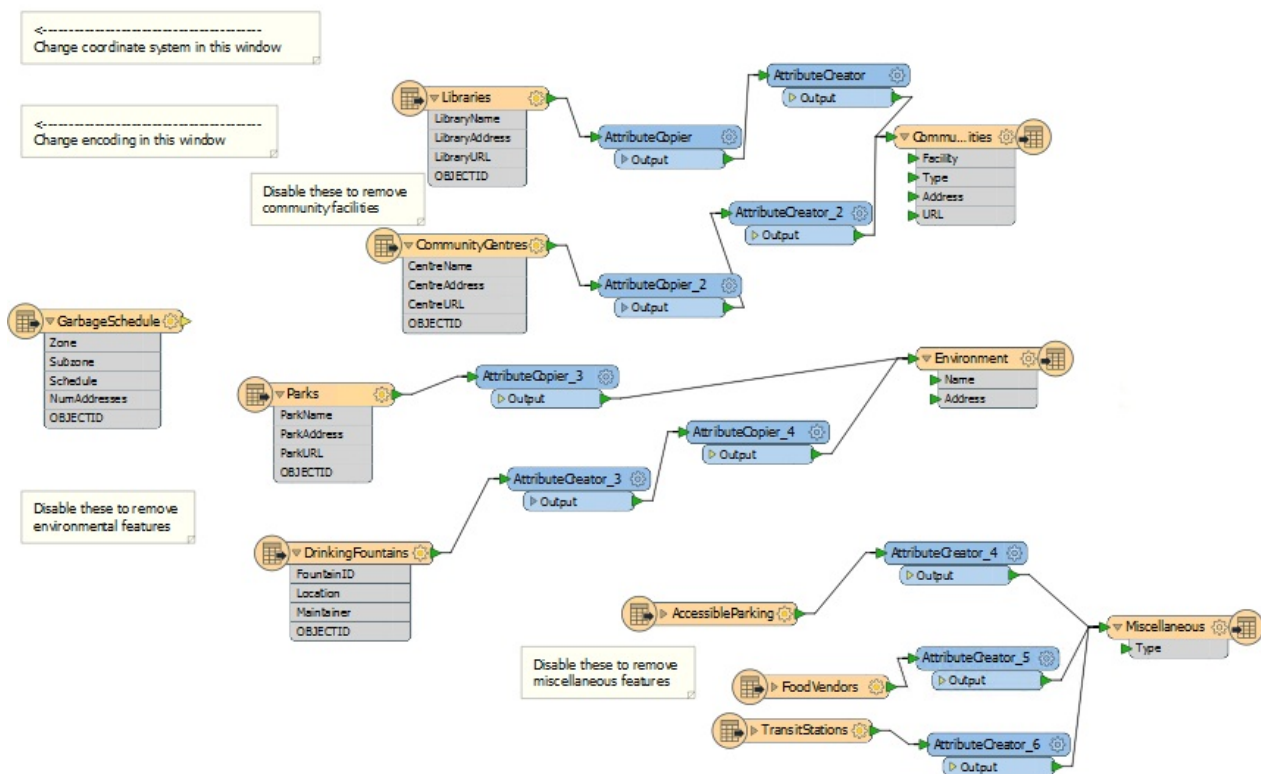 <-------------------------------------------
Change coordinate system in this window
<-------------------------------------------
Change encoding in this window
Libraries
LibraryName
LibraryAddress
LibraryURL
OBJECTID
AttributeCopier
Output
AttributeCreator
Output
Commu...ities
Facility
Type
Address
URL
Disable these to remove
community facilities
CommunityCentres
CentreName
CentreAddress
CentreURL
OBJECTID
AttributeCopier_2
Output
AttributeCreator_2
Output
GarbageSchedule
Zone
Subzone
Schedule
NumAddresses
OBJECTID
Parks
ParkName
ParkAddress
ParkURL
OBJECTID
AttributeCopier_3
Output
Environment
Name
Address
AttributeCopier_4
Output
AttributeCreator_3
Output
Disable these to remove
environmental features
DrinkingFountains
FountainID
Location
Maintainer
OBJECTID
AttributeCreator_4
Output
AccessibleParking
Miscellaneous
Type
Disable these to remove
miscellaneous features
AttributeCreator_5
Output
FoodVendors
TransitStations
AttributeCreator_6
Output